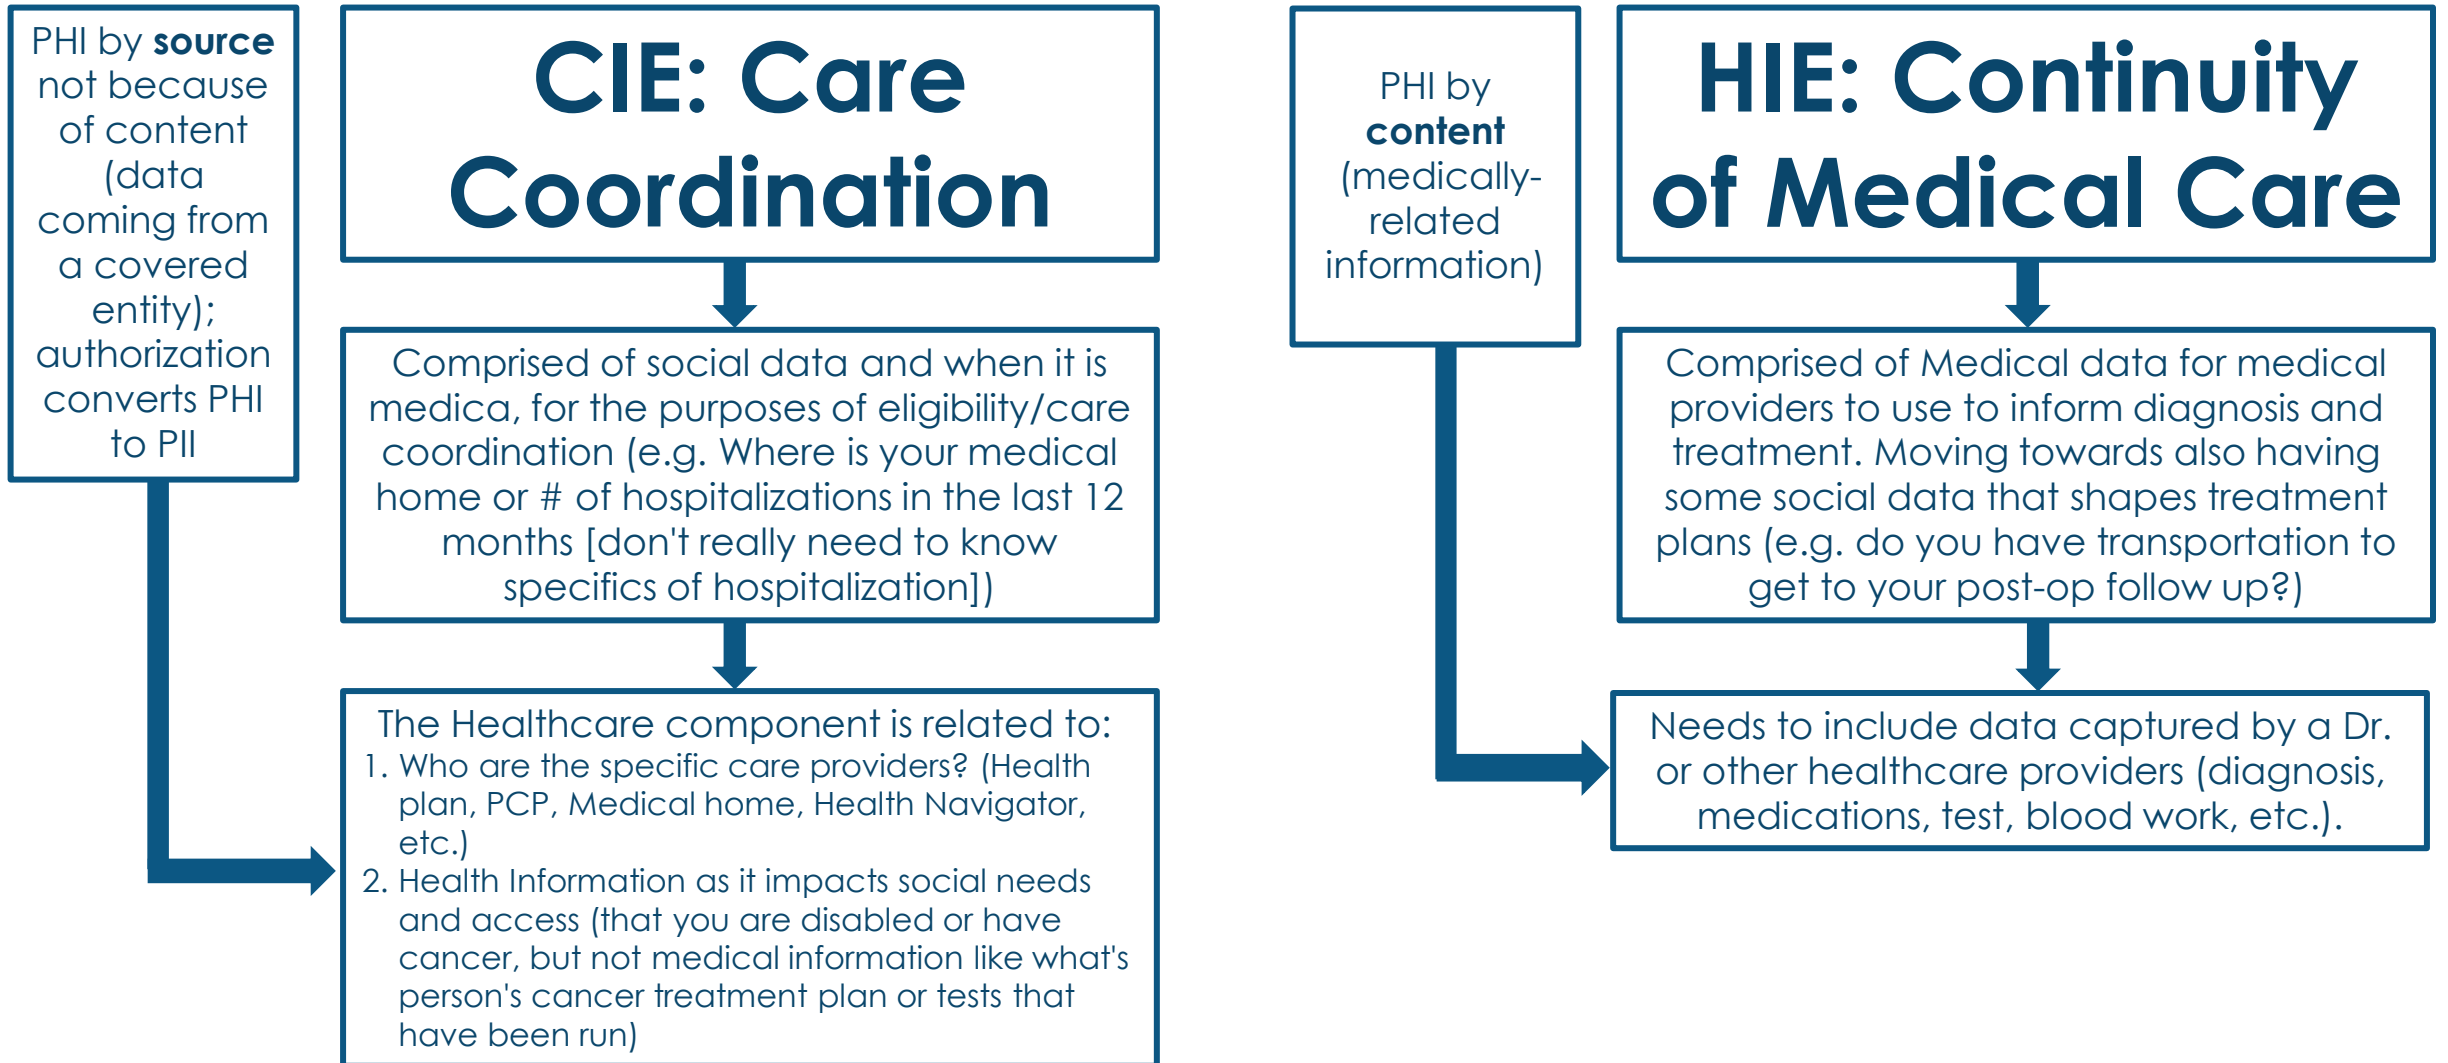 PHI by source
not because
of content
(data
coming from
a covered
entity);
authorization
converts PHI
to PII
CIE: Care
Coordination
Comprised of social data and when it is
medica, for the purposes of eligibility/care
coordination (e.g. Where is your medical
home or # of hospitalizations in the last 12
months [don't really need to know
specifics of hospitalization])
The Healthcare component is related to:
1. Who are the specific care providers? (Health
plan, PCP, Medical home, Health Navigator,
etc.)
2. Health Information as it impacts social needs
and access (that you are disabled or have
cancer, but not medical information like what's
person's cancer treatment plan or tests that
have been run)
PHI by
content
(medically-
related
information)
HIE: Continuity
of Medical Care
Comprised of Medical data for medical
providers to use to inform diagnosis and
treatment. Moving towards also having
some social data that shapes treatment
plans (e.g. do you have transportation to
get to your post-op follow up?)
Needs to include data captured by a Dr.
or other healthcare providers (diagnosis,
medications, test, blood work, etc.).